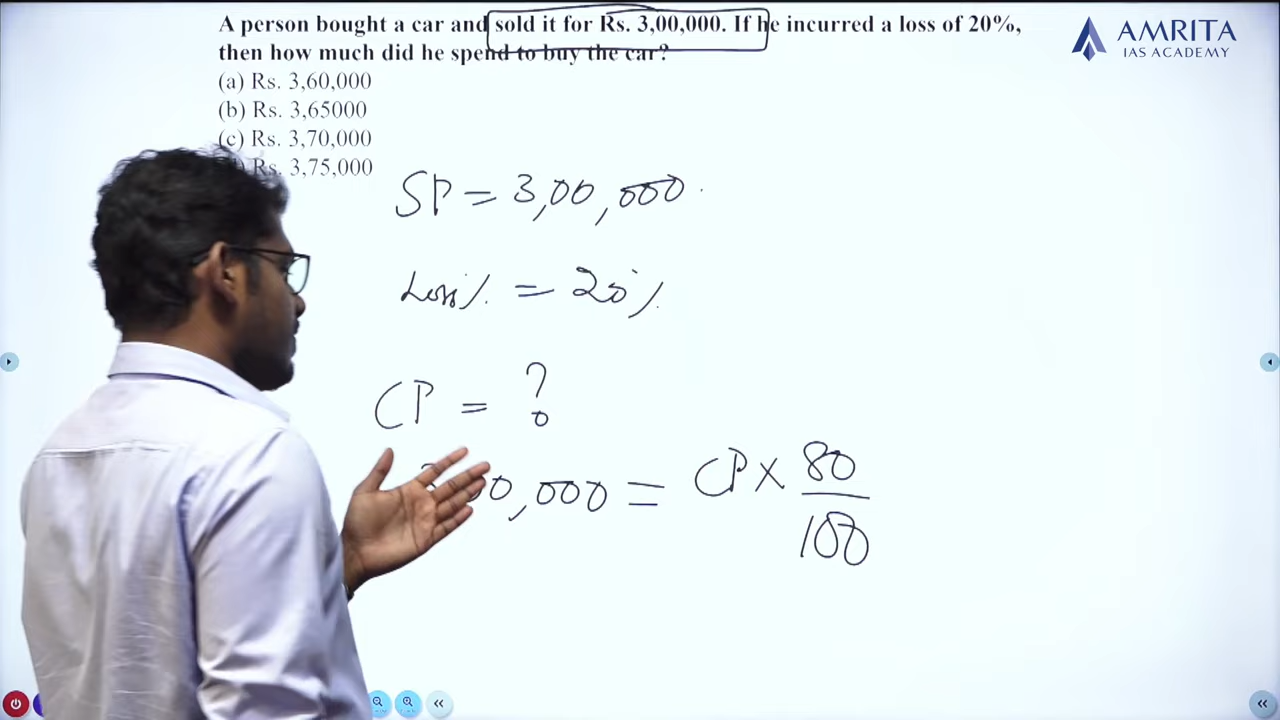 A person bought a car and sold it for Rs. 3,00,000. If he incurred a loss of 20%,
then how much did he spend to buy the car?
(a) Rs. 3,60,000
(b) Rs. 3,65000
(c) Rs. 3,70,000
Rs. 3,75,000
AMRITA
IAS ACADEMY
SP = 3,00,000.
Loss% = 20%
CP = ?
00,000 = CP × 80/100